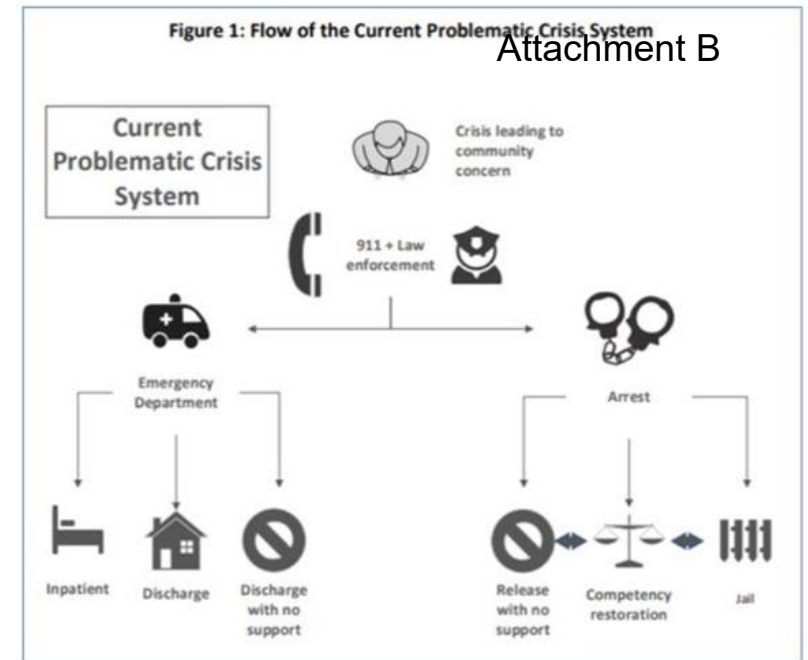 Figure 1: Flow of the Current Problematic Crisis System
Attachment B
Current
Problematic Crisis
System
Crisis leading to
community
concern
911 + Law
enforcement
Emergency
Department
Arrest
Inpatient
Discharge
Discharge
with no
support
Release
with no
support
Competency
restoration
Jail